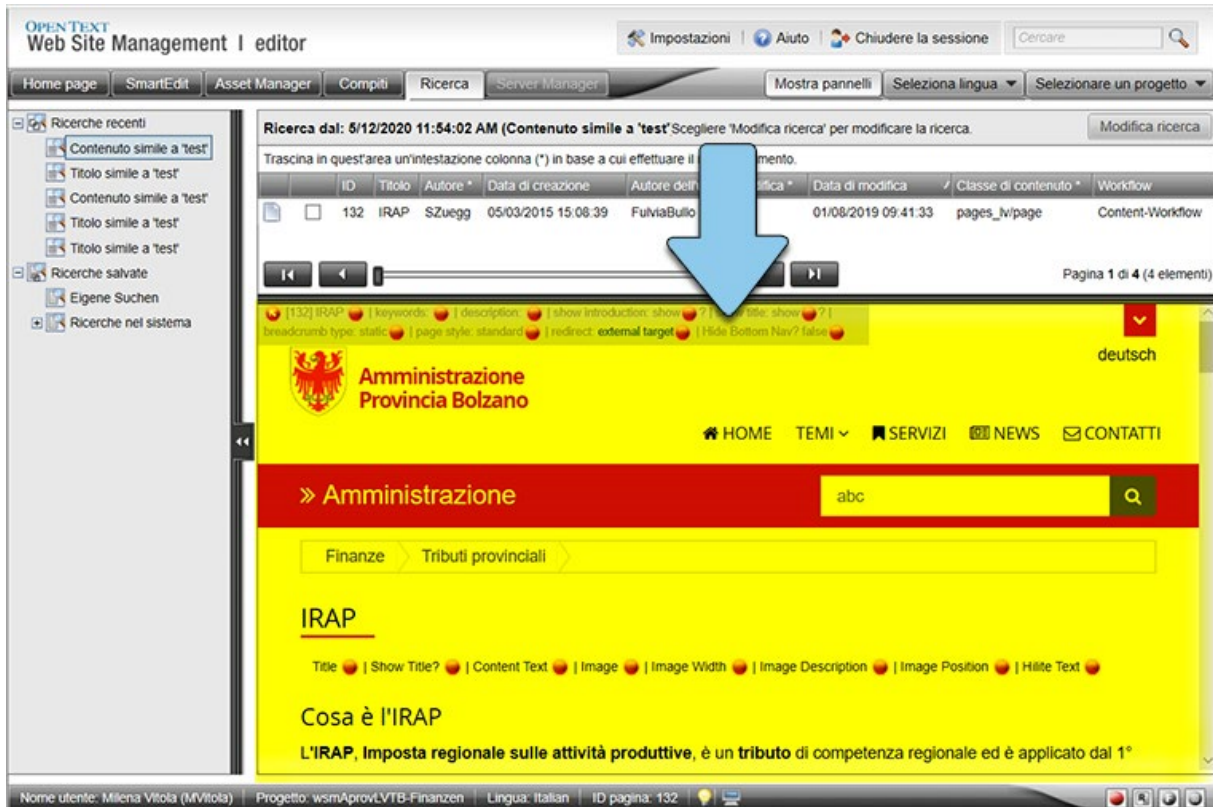 OPEN TEXT
Web Site Management | editor
Impostazioni | Aiuto | Chiudere la sessione
Cercare
Home page SmartEdit Asset Manager Compiti Ricerca Server Manager Mostra pannelli Seleziona lingua Selezionare un progetto
Ricerche recenti
Contenuto simile a 'test'
Titolo simile a 'test'
Contenuto simile a 'test'
Titolo simile a 'test'
Titolo simile a 'test'
Ricerche salvate
Eigene Suchen
Ricerche nel sistema
Ricerca dal: 5/12/2020 11:54:02 AM (Contenuto simile a 'test' Scegliere 'Modifica ricerca' per modificare la ricerca. Modifica ricerca
Trascina in quest'area un'intestazione colonna (*) in base a cui effettuare il
ID Titolo Autore * Data di creazione Autore Data di modifica Classe di contenuto * Workflow
132 IRAP SZuegg 05/03/2015 15:08:39 FulviaBullo 01/08/2019 09:41:33 pages_lv/page Content-Workflow
Pagina 1 di 4 (4 elementi)
[132] IRAP | keywords: | description: | show introduction: show ? | title: show ? |
breadcrumb type: static | page style: standard | redirect: external target | Hide Bottom Nav? false
deutsch
Amministrazione
Provincia Bolzano
HOME TEMI SERVIZI NEWS CONTATTI
» Amministrazione
abc
Finanze Tributi provinciali
IRAP
Title | Show Title? | Content Text | Image | Image Width | Image Description | Image Position | Hilite Text
Cosa è l'IRAP
L'IRAP, Imposta regionale sulle attività produttive, è un tributo di competenza regionale ed è applicato dal 1°
Nome utente: Milena Vitola (MVitola) Progetto: wsmAprovLVTB-Finanzen Lingua: Italian ID pagina: 132